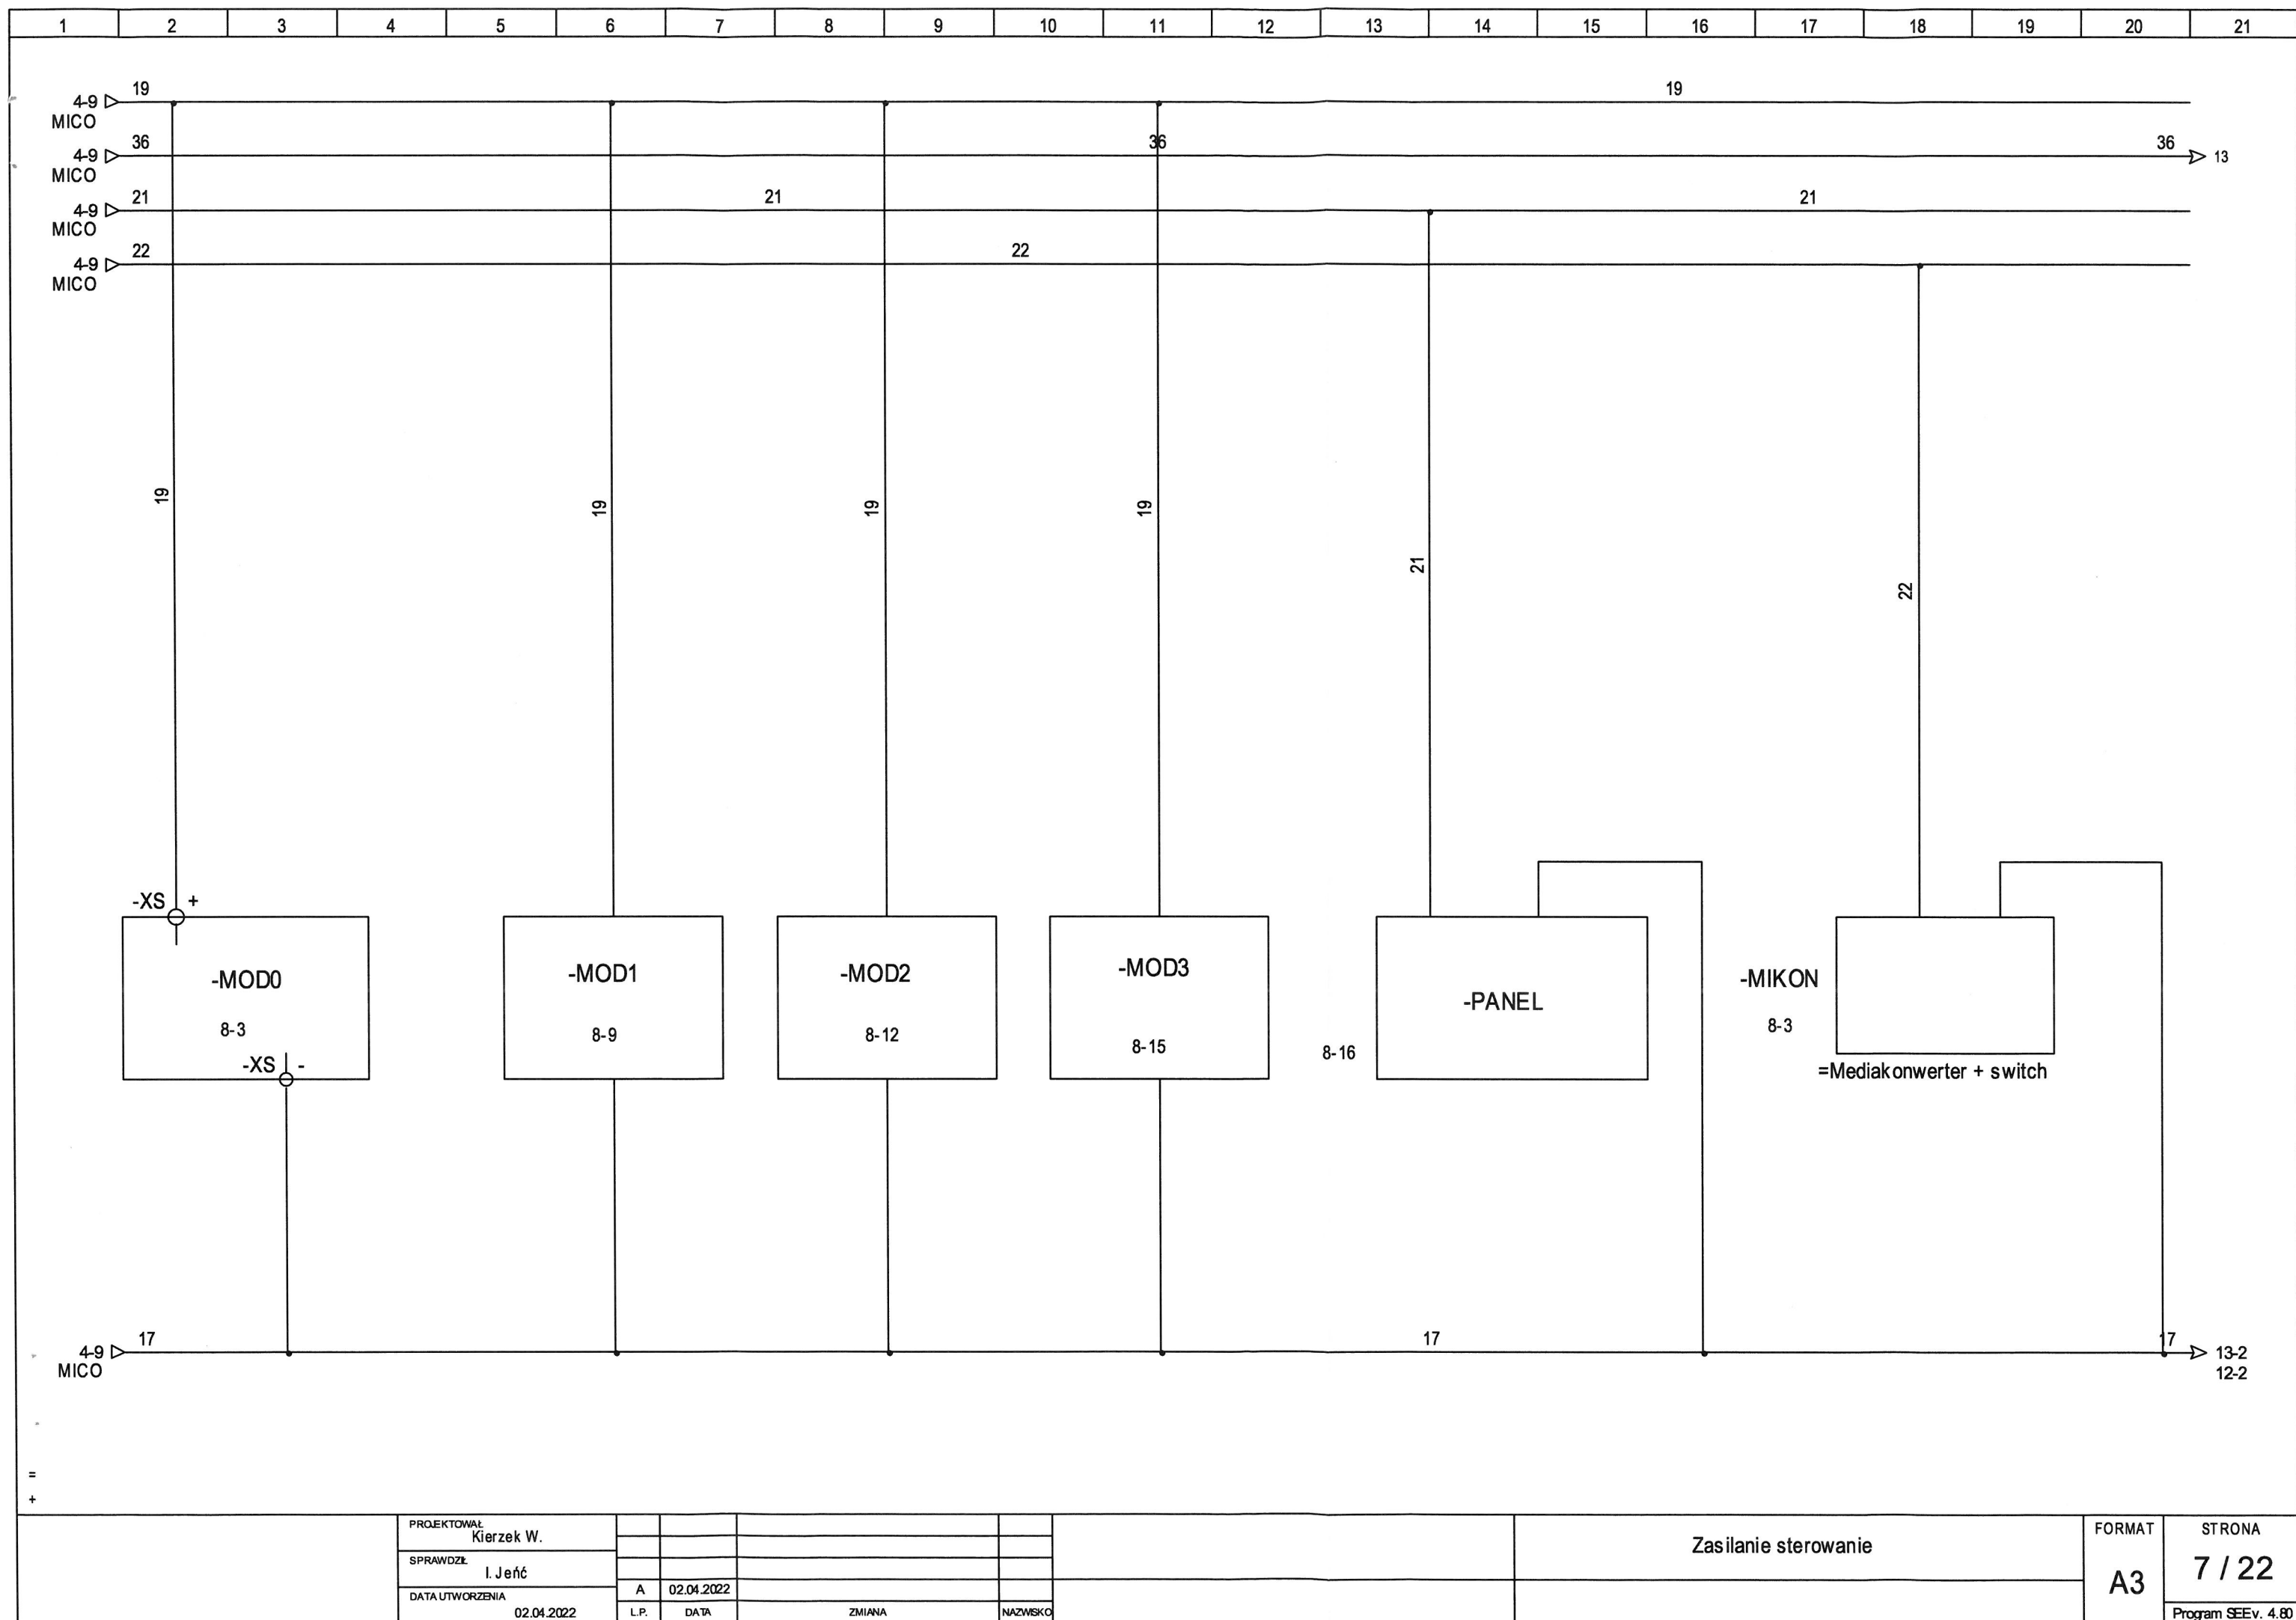 1 2 3 4 5 6 7 8 9 10 11 12 13 14 15 16 17 18 19 20 21
4-9 19 19
MICO
4-9 36 36 36 13
MICO
4-9 21 21 21
MICO
4-9 22 22
MICO
19 19 19 19 21 22
-XS +
-MOD0
8-3
-XS -
-MOD1
8-9
-MOD2
8-12
-MOD3
8-15
-PANEL
8-16
-MIKON
8-3
=Mediakonwerter + switch
4-9 17 17 17 13-2
MICO 12-2
=
+
PROJEKTOWAŁ
Kierzek W.
SPRAWDZIŁ
I. Jeńć
DATA UTWORZENIA
02.04.2022
A 02.04.2022
L.P. DATA ZMIANA NAZWISKO
Zasilanie sterowanie
FORMAT
A3
STRONA
7 / 22
Program SEE v. 4.80